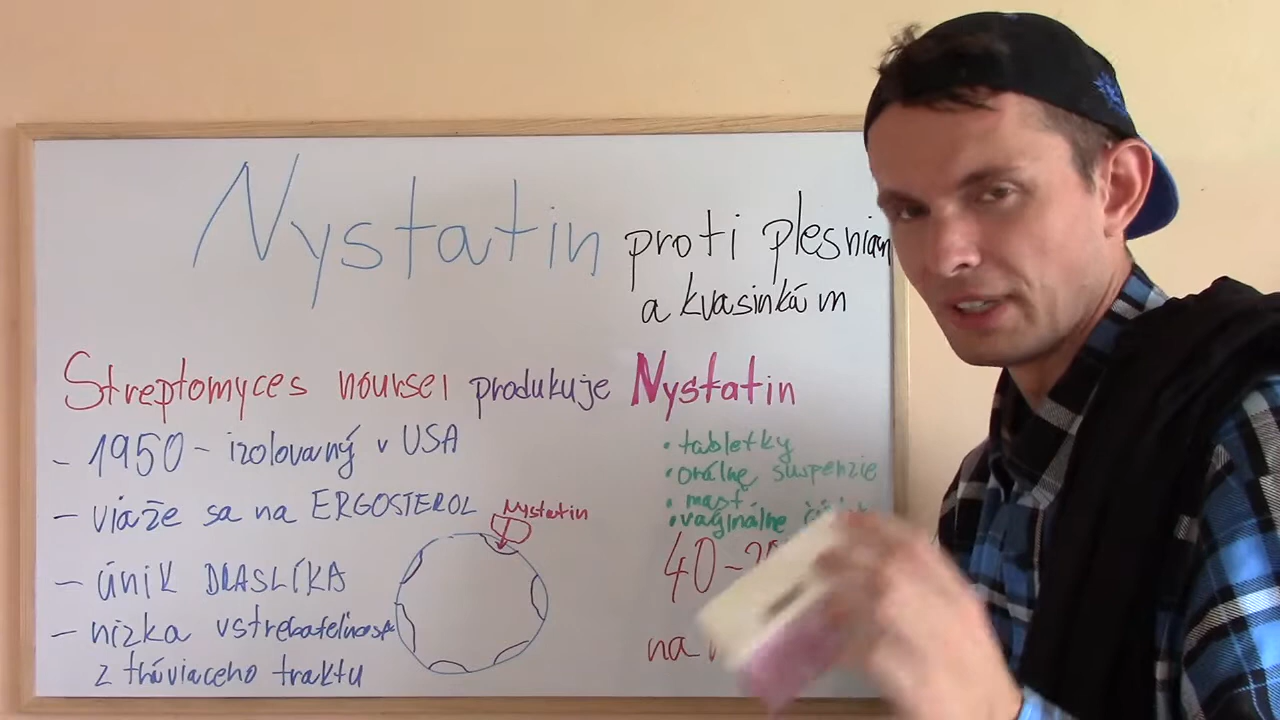 Nystatin proti plesniam
a kvasinkám
Streptomyces noursei produkuje Nystatin
- 1950 - izolovaný v USA
- viaže sa na ERGOSTEROL
Nystatin
- únik DRASLÍKA
- nízka vstrebateľnosť
z tráviaceho traktu
• tabletky
• orálne suspenzie
• masť
• vaginálne
40-
na